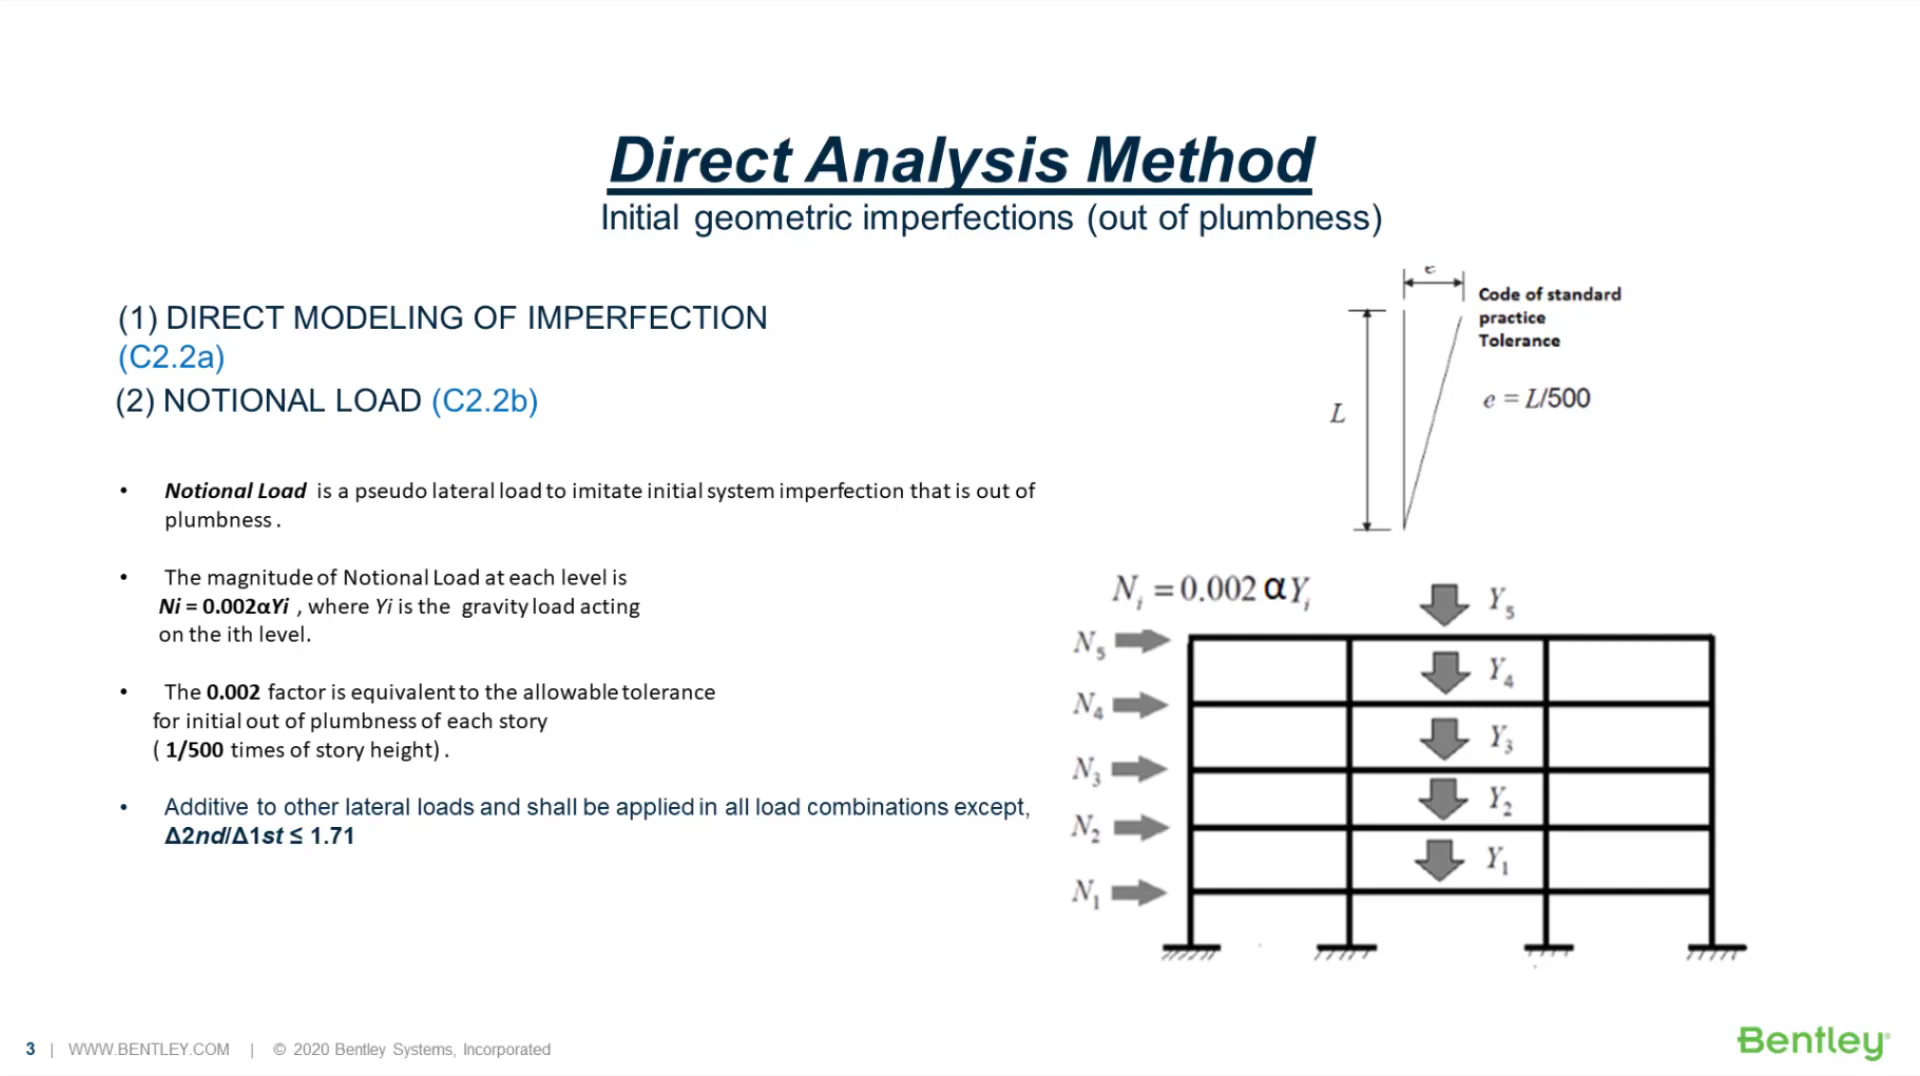 Direct Analysis Method
Initial geometric imperfections (out of plumbness)
(1) DIRECT MODELING OF IMPERFECTION
(C2.2a)
(2) NOTIONAL LOAD (C2.2b)
• Notional Load is a pseudo lateral load to imitate initial system imperfection that is out of
plumbness .
• The magnitude of Notional Load at each level is
Ni = 0.002αYi , where Yi is the gravity load acting
on the ith level.
• The 0.002 factor is equivalent to the allowable tolerance
for initial out of plumbness of each story
( 1/500 times of story height) .
• Additive to other lateral loads and shall be applied in all load combinations except,
Δ2nd/Δ1st ≤ 1.71
e
Code of standard
practice
Tolerance
L
e = L/500
Nᵢ = 0.002 αYᵢ
Y₅
N₅
Y₄
N₄
Y₃
N₃
Y₂
N₂
Y₁
N₁
3 | WWW.BENTLEY.COM | © 2020 Bentley Systems, Incorporated
Bentley®